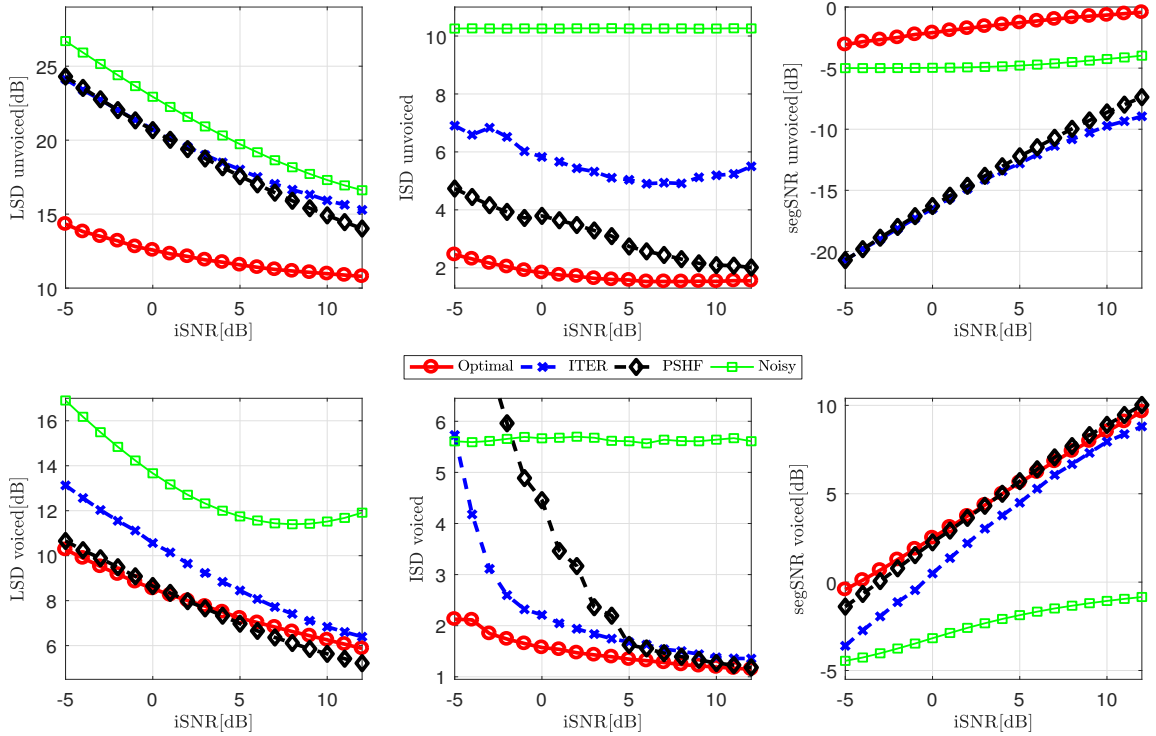 LSD unvoiced[dB]
25
20
15
10
-5 0 5 10
iSNR[dB]
ISD unvoiced
10
8
6
4
2
-5 0 5 10
iSNR[dB]
segSNR unvoiced[dB]
0
-5
-10
-15
-20
-5 0 5 10
iSNR[dB]
Optimal ITER PSHF Noisy
LSD voiced[dB]
16
14
12
10
8
6
-5 0 5 10
iSNR[dB]
ISD voiced
6
5
4
3
2
1
-5 0 5 10
iSNR[dB]
segSNR voiced[dB]
10
5
0
-5
-5 0 5 10
iSNR[dB]